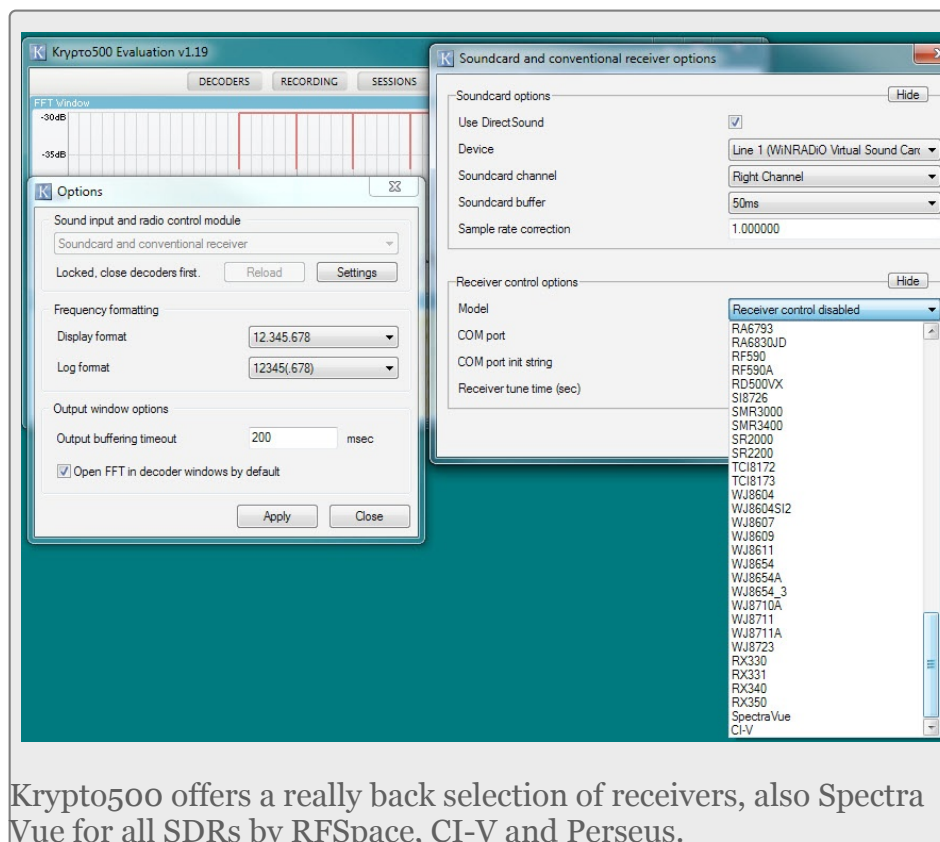 Krypto500 Evaluation v1.19
DECODERS RECORDING SESSIONS
FFT Window
-30dB
-35dB
Options
Sound input and radio control module
Soundcard and conventional receiver
Locked, close decoders first. Reload Settings
Frequency formatting
Display format 12.345.678
Log format 12345(.678)
Output window options
Output buffering timeout 200 msec
Open FFT in decoder windows by default
Apply Close
Soundcard and conventional receiver options
Soundcard options Hide
Use DirectSound
Device Line 1 (WiNRADiO Virtual Sound Carc
Soundcard channel Right Channel
Soundcard buffer 50ms
Sample rate correction 1.000000
Receiver control options Hide
Model Receiver control disabled
COM port
COM port init string
Receiver tune time (sec)
RA6793
RA6830JD
RF590
RF590A
RD500VX
SI8726
SMR3000
SMR3400
SR2000
SR2200
TCI8172
TCI8173
WJ8604
WJ8604SI2
WJ8607
WJ8609
WJ8611
WJ8654
WJ8654A
WJ8654_3
WJ8710A
WJ8711
WJ8711A
WJ8723
RX330
RX331
RX340
RX350
SpectraVue
CI-V
Krypto500 offers a really back selection of receivers, also Spectra
Vue for all SDRs by RFSpace, CI-V and Perseus.